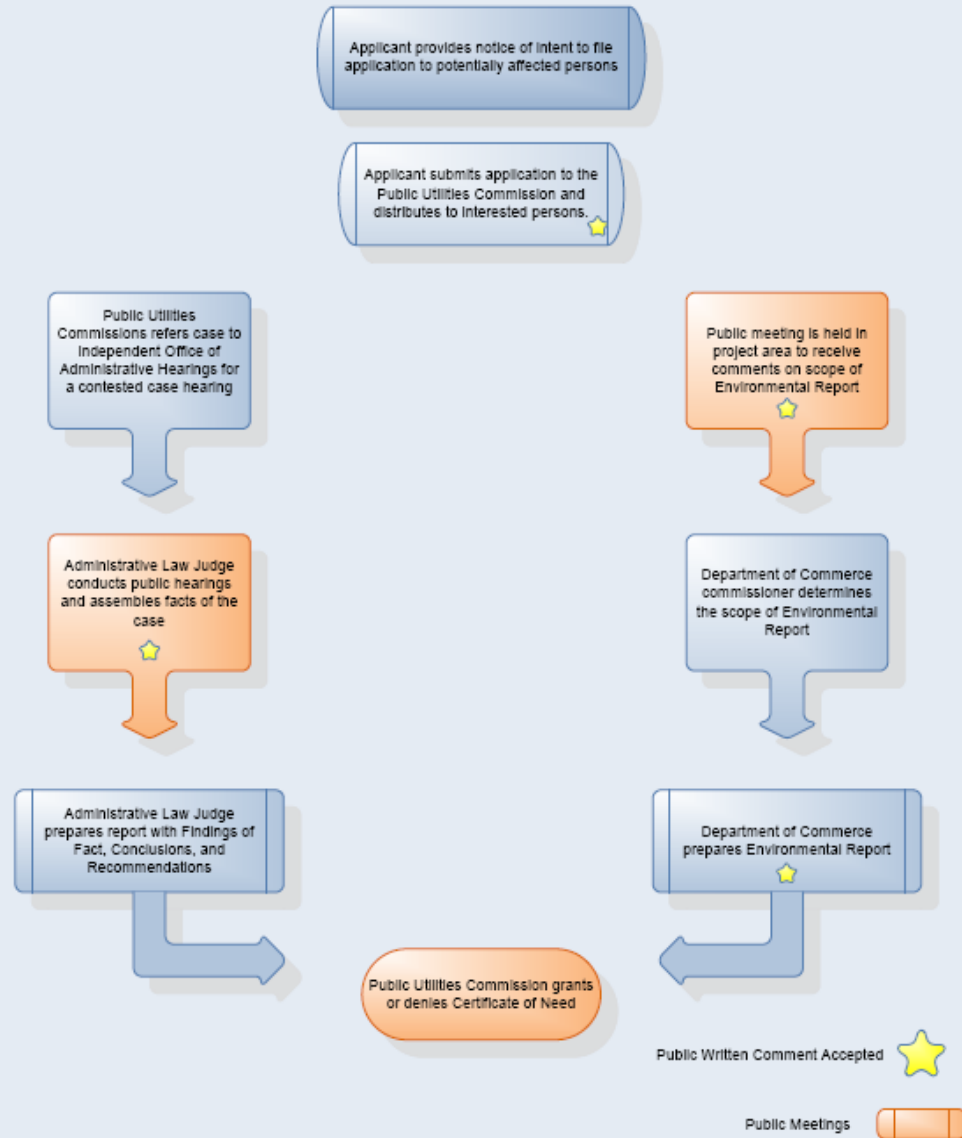 Applicant provides notice of intent to file
application to potentially affected persons
Applicant submits application to the
Public Utilities Commission and
distributes to interested persons.
Public Utilities
Commissions refers case to
Independent Office of
Administrative Hearings for
a contested case hearing
Public meeting is held in
project area to receive
comments on scope of
Environmental Report
Administrative Law Judge
conducts public hearings
and assembles facts of the
case
Department of Commerce
commissioner determines
the scope of Environmental
Report
Administrative Law Judge
prepares report with Findings of
Fact, Conclusions, and
Recommendations
Department of Commerce
prepares Environmental Report
Public Utilities Commission grants
or denies Certificate of Need
Public Written Comment Accepted
Public Meetings